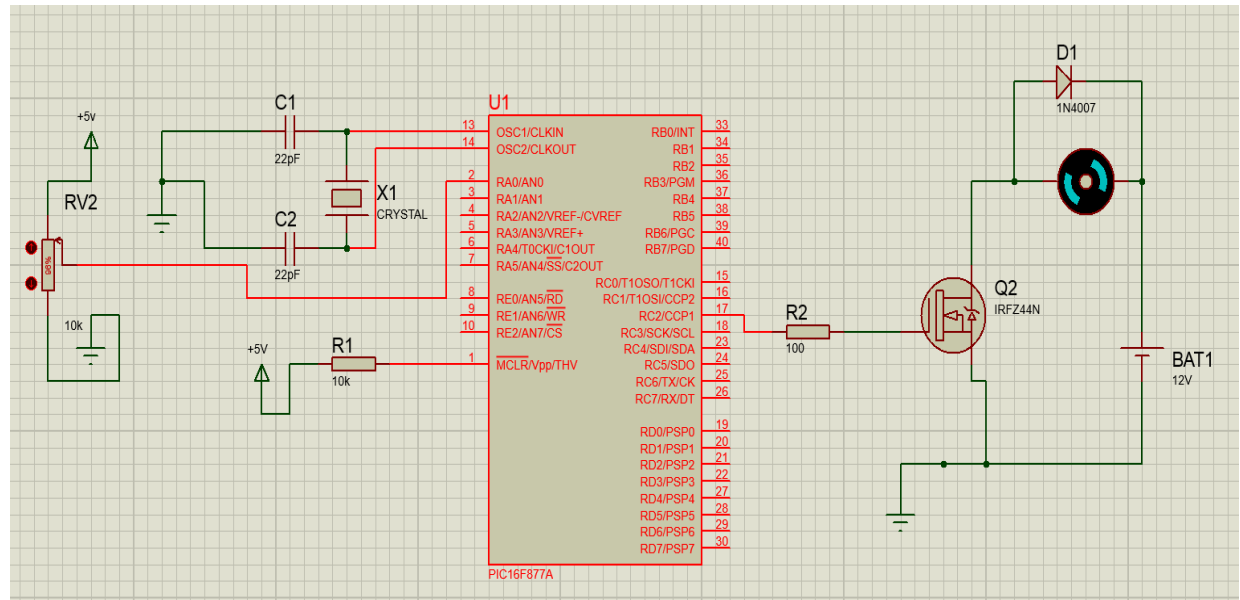 D1
1N4007
C1
22pF
+5v
RV2
96%
10k
X1
CRYSTAL
C2
22pF
+5V
R1
10k
U1
13 OSC1/CLKIN
14 OSC2/CLKOUT
2 RA0/AN0
3 RA1/AN1
4 RA2/AN2/VREF-/CVREF
5 RA3/AN3/VREF+
6 RA4/T0CKI/C1OUT
7 RA5/AN4/SS/C2OUT
8 RE0/AN5/RD
9 RE1/AN6/WR
10 RE2/AN7/CS
1 MCLR/Vpp/THV
RB0/INT 33
RB1 34
RB2 35
RB3/PGM 36
RB4 37
RB5 38
RB6/PGC 39
RB7/PGD 40
RC0/T1OSO/T1CKI 15
RC1/T1OSI/CCP2 16
RC2/CCP1 17
RC3/SCK/SCL 18
RC4/SDI/SDA 23
RC5/SDO 24
RC6/TX/CK 25
RC7/RX/DT 26
RD0/PSP0 19
RD1/PSP1 20
RD2/PSP2 21
RD3/PSP3 22
RD4/PSP4 27
RD5/PSP5 28
RD6/PSP6 29
RD7/PSP7 30
PIC16F877A
R2
100
Q2
IRFZ44N
BAT1
12V